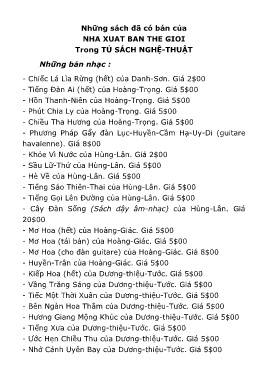 Những sách đã có bán của
NHA XUAT BAN THE GIOI
Trong TỦ SÁCH NGHỆ-THUẬT
Những bán nhạc :
- Chiếc Lá Lìa Rừng (hết) của Danh-Sơn. Giá 2$00
- Tiếng Đàn Ai (hết) của Hoàng-Trọng. Giá 5$00
- Hồn Thanh-Niên của Hoàng-Trọng. Giá 5$00
- Phút Chia Ly của Hoàng-Trọng. Giá 5$00
- Chiều Tha Hương của Hoàng-Trọng. Giá 5$00
- Phương Pháp Gẩy đàn Lục-Huyền-Cầm Hạ-Uy-Di (guitare
havaienne). Giá 8$00
- Khóe Vì Nước của Hùng-Lân. Giá 2$00
- Sầu Lữ-Thứ của Hùng-Lân. Giá 5$00
- Hè Về của Hùng-Lân. Giá 5$00
- Tiếng Sáo Thiên-Thai của Hùng-Lân. Giá 5$00
- Tiếng Gọi Lên Đường của Hùng-Lân. Giá 5$00
- Cây Đàn Sống (Sách dậy âm-nhạc) của Hùng-Lân. Giá
20$00
- Mơ Hoa (hết) của Hoàng-Giác. Giá 5$00
- Mơ Hoa (tái bán) của Hoàng-Giác. Giá 5$00
- Mơ Hoa (cho đàn guitare) của Hoàng-Giác. Giá 8$00
- Huyền-Trân của Hoàng-Giác. Giá 5$00
- Kiếp Hoa (hết) của Dương-thiệu-Tước. Giá 5$00
- Vầng Trăng Sáng của Dương-thiệu-Tước. Giá 5$00
- Tiếc Một Thời Xuân của Dương-thiệu-Tước. Giá 5$00
- Bên Ngàn Hoa Thắm của Dương-thiệu-Tước. Giá 5$00
- Hương Giang Mộng Khúc của Dương-thiệu-Tước. Giá 5$00
- Tiếng Xưa của Dương-thiệu-Tước. Giá 5$00
- Ước Hẹn Chiều Thu của Dương-thiệu-Tước. Giá 5$00
- Nhớ Cánh Uyên Bay của Dương-thiệu-Tước. Giá 5$00